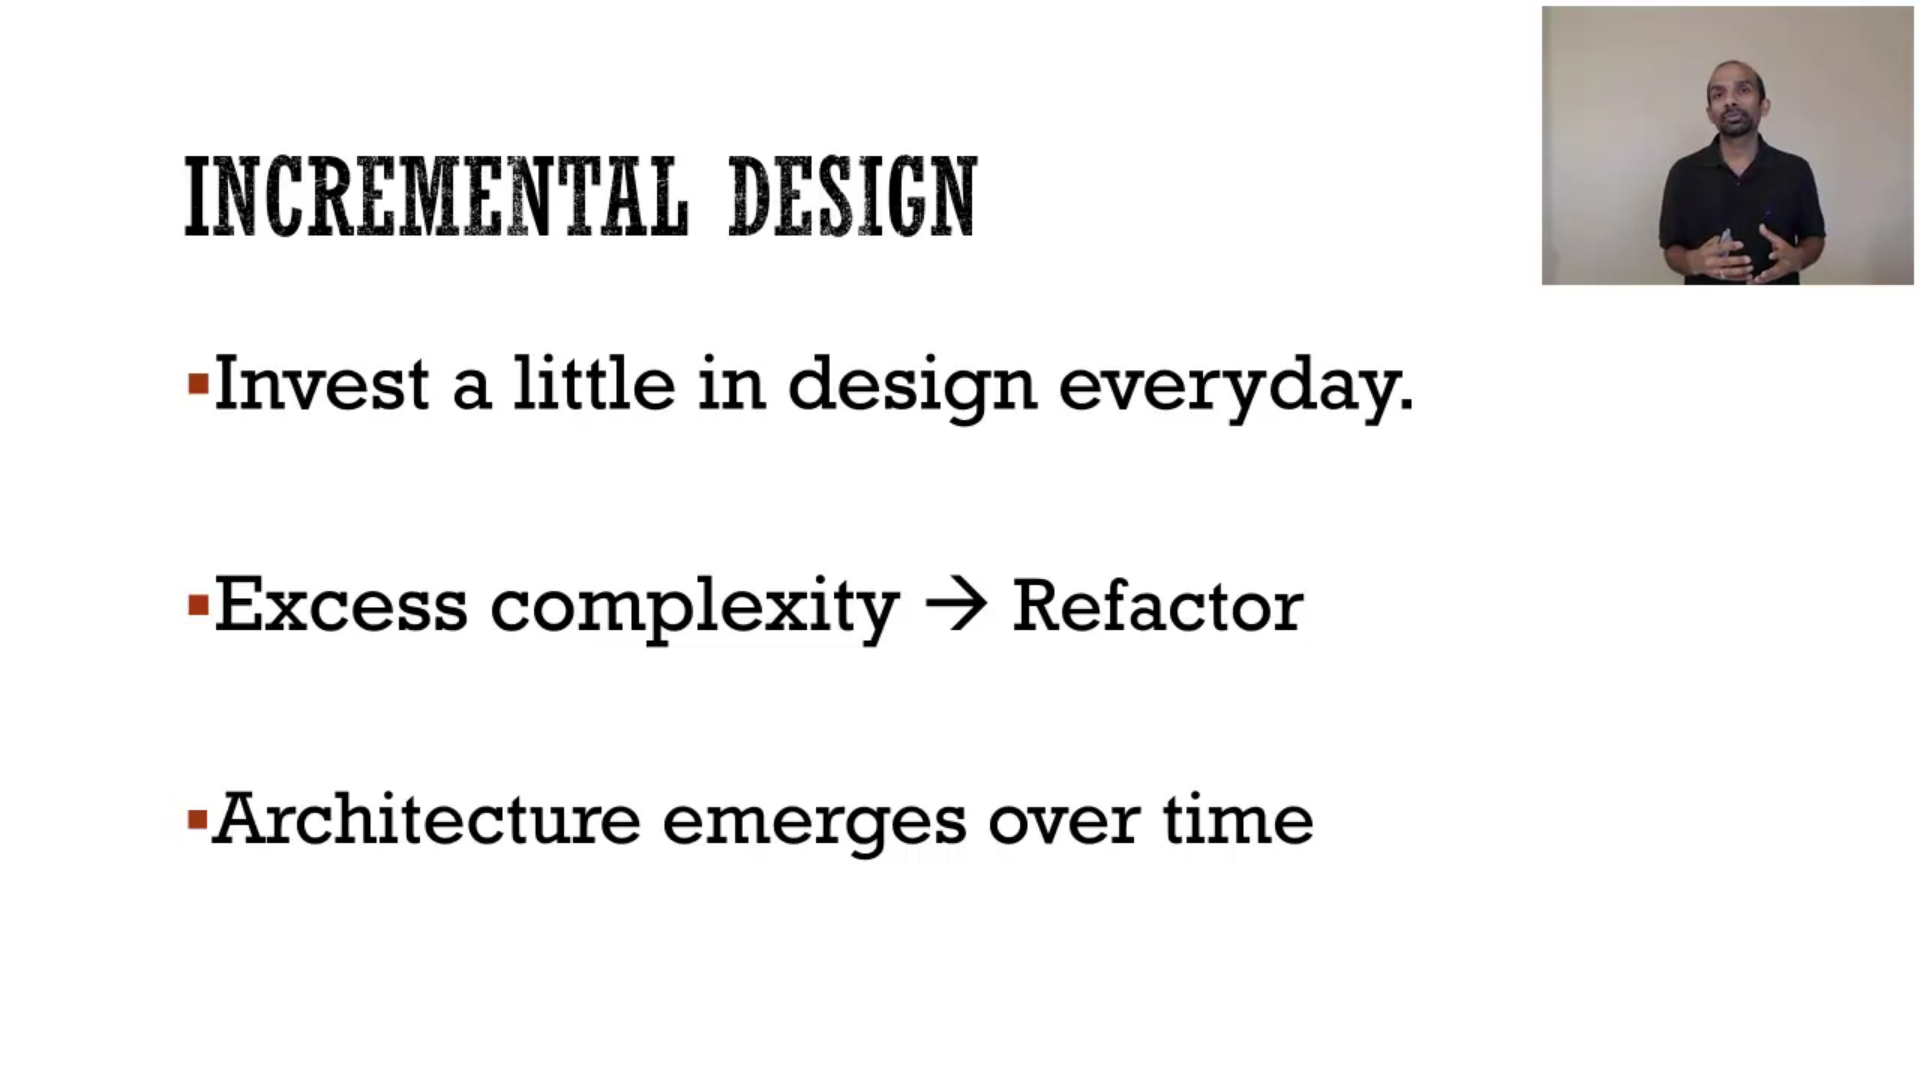 INCREMENTAL DESIGN
▪Invest a little in design everyday.
▪Excess complexity → Refactor
▪Architecture emerges over time